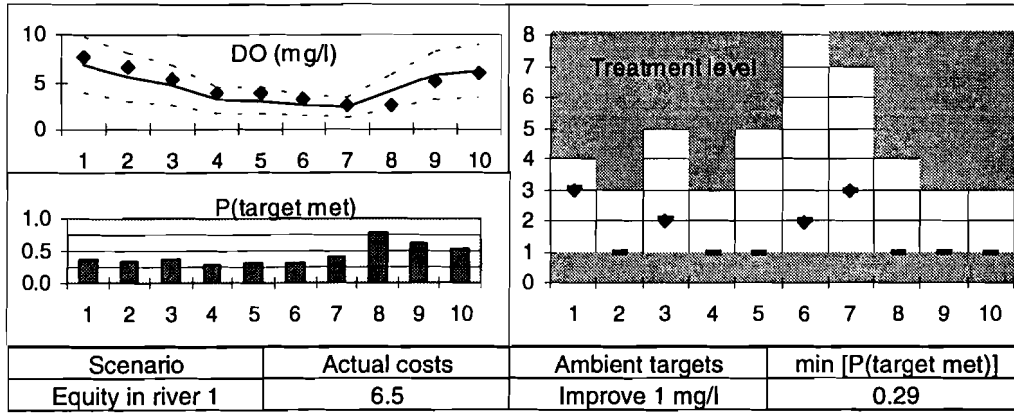 DO (mg/l)
10
5
0
1 2 3 4 5 6 7 8 9 10
P(target met)
1.0
0.5
0.0
1 2 3 4 5 6 7 8 9 10
Treatment level
8
7
6
5
4
3
2
1
0
1 2 3 4 5 6 7 8 9 10
Scenario Actual costs Ambient targets min [P(target met)]
Equity in river 1 6.5 Improve 1 mg/l 0.29